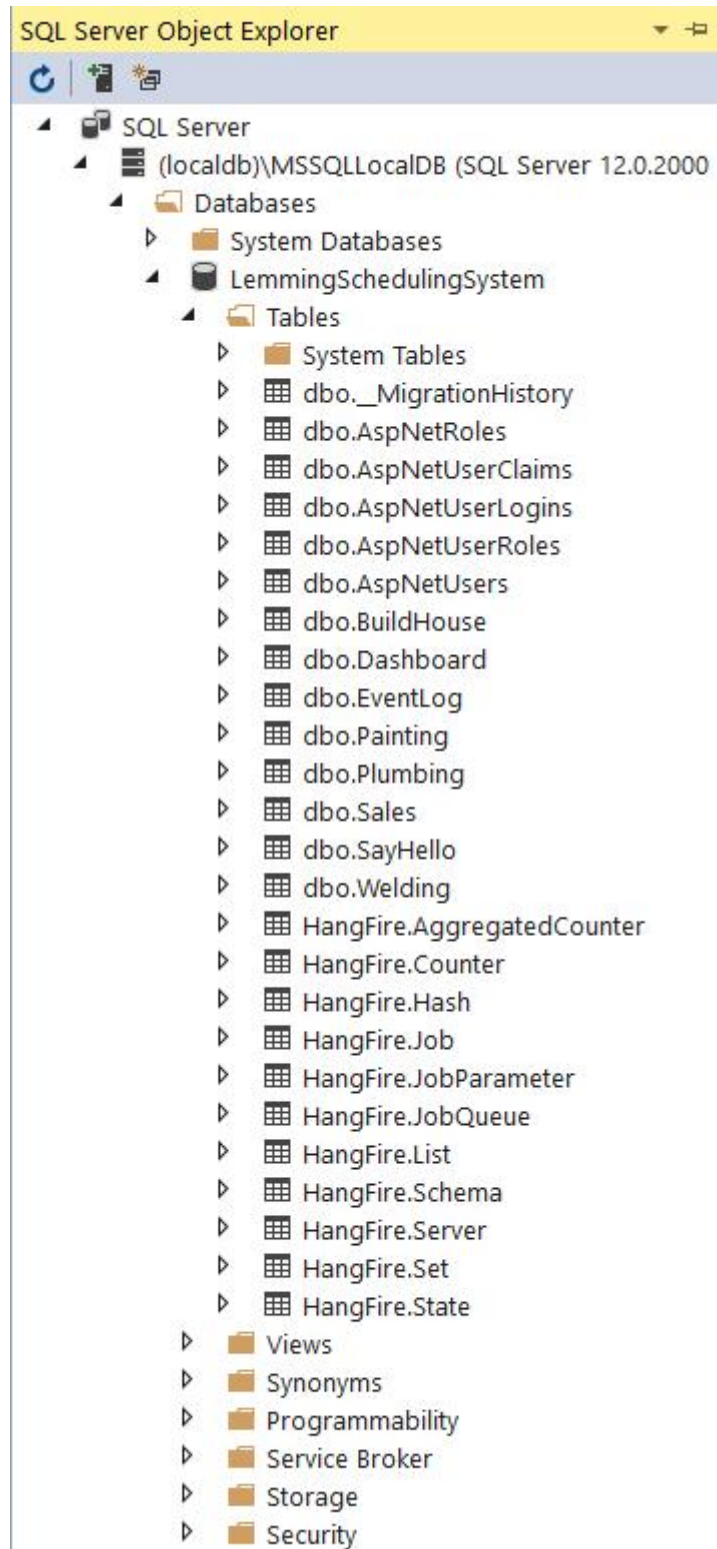 SQL Server Object Explorer
SQL Server
(localdb)\MSSQLLocalDB (SQL Server 12.0.2000
Databases
System Databases
LemmingSchedulingSystem
Tables
System Tables
dbo.__MigrationHistory
dbo.AspNetRoles
dbo.AspNetUserClaims
dbo.AspNetUserLogins
dbo.AspNetUserRoles
dbo.AspNetUsers
dbo.BuildHouse
dbo.Dashboard
dbo.EventLog
dbo.Painting
dbo.Plumbing
dbo.Sales
dbo.SayHello
dbo.Welding
HangFire.AggregatedCounter
HangFire.Counter
HangFire.Hash
HangFire.Job
HangFire.JobParameter
HangFire.JobQueue
HangFire.List
HangFire.Schema
HangFire.Server
HangFire.Set
HangFire.State
Views
Synonyms
Programmability
Service Broker
Storage
Security